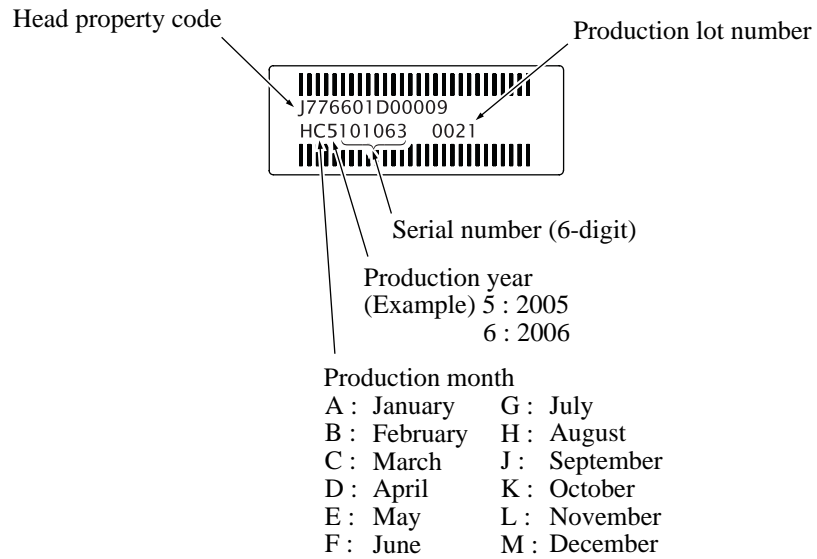 Head property code
Production lot number
J776601D00009
HC5101063 0021
Serial number (6-digit)
Production year
(Example) 5 : 2005
6 : 2006
Production month
A : January G : July
B : February H : August
C : March J : September
D : April K : October
E : May L : November
F : June M : December